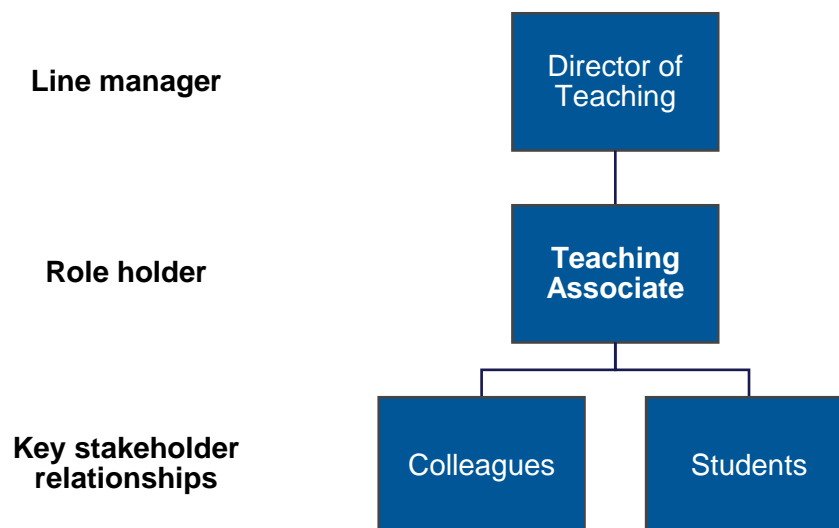 Line manager
Director of
Teaching
Role holder
Teaching
Associate
Key stakeholder
relationships
Colleagues
Students